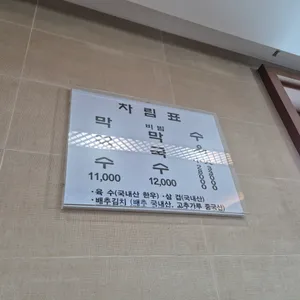 차림표
막 비빔 수
막
국
수 수
11,000 12,000
·육 수(국내산 한우) ·삼 겹(국내산)
·배추김치 (배추 국내산, 고추가루 중국산)